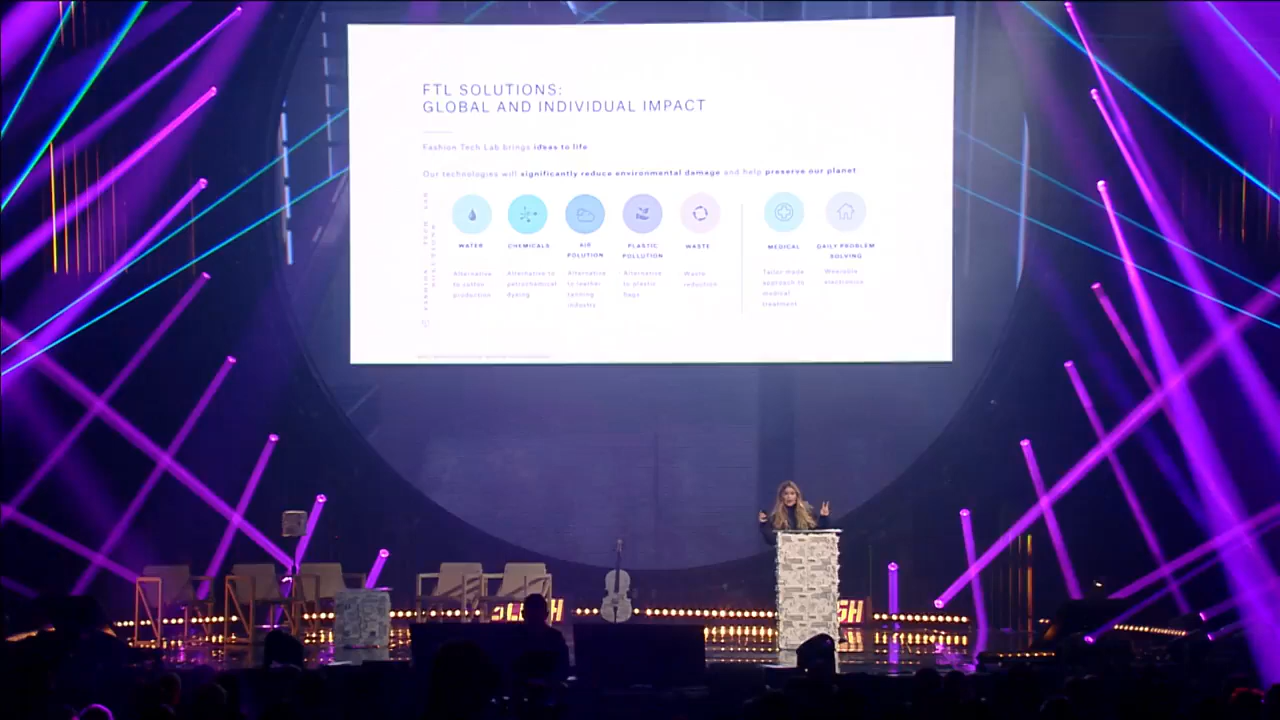 FTL SOLUTIONS:
GLOBAL AND INDIVIDUAL IMPACT
Fashion Tech Lab brings ideas to life
Our technologies will significantly reduce environmental damage and help preserve our planet
WATER
CHEMICALS
AIR
POLUTION
PLASTIC
POLLUTION
WASTE
MEDICAL
DAILY PROBLEM
SOLVING
Alternative
to cotton
production
Alternative to
petrochemical
dyeing
Alternative
to leather
tanning
industry
Alternative
to plastic
bags
Waste
reduction
Tailor made
approach to
medical
treatment
Wearable
electronics
SLUSH
SH